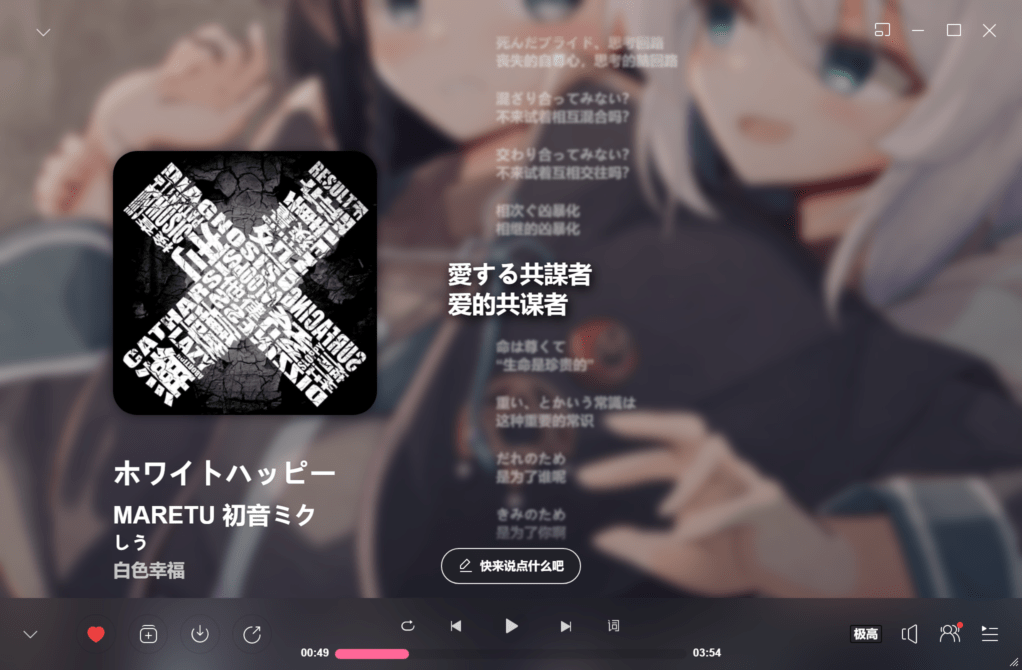 死んだプライド、思考回路
丧失的自尊心，思考的脑回路
混ざり合ってみない？
不来试着相互混合吗？
交わり合ってみない？
不来试着互相交往吗？
相次ぐ凶暴化
相继的凶暴化
愛する共謀者
爱的共谋者
命は尊くて
“生命是珍贵的”
重い、とかいう常識は
这种重要的常识
だれのため
是为了谁呢
きみのため
是为了你啊
RESULT
DIAGNOSIS
CATHARSIS
CRAZY
無
ホワイトハッピー
MARETU 初音ミク
しう
白色幸福
快来说点什么吧
词
00:49
03:54
极高